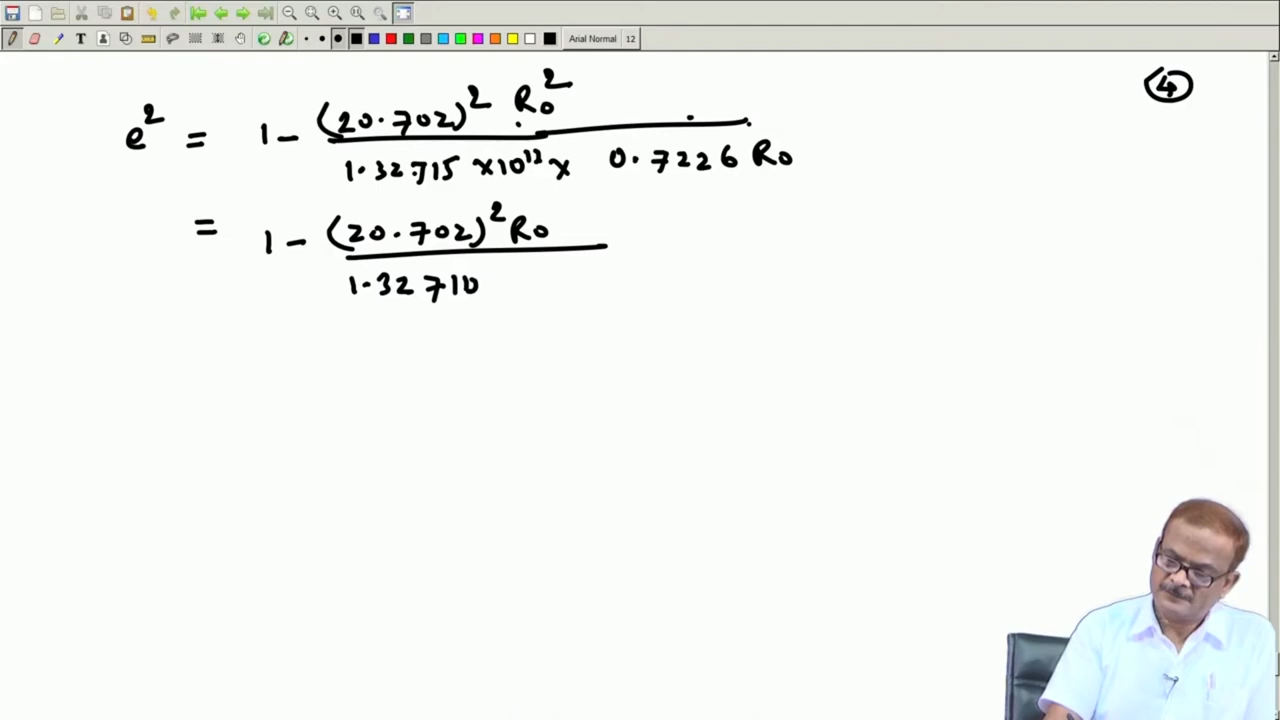 Arial Normal 12
④
e² = 1 - (20.702)² R₀² / 1.32715 × 10¹² × 0.7226 R₀
= 1 - (20.702)² R₀ / 1.32710